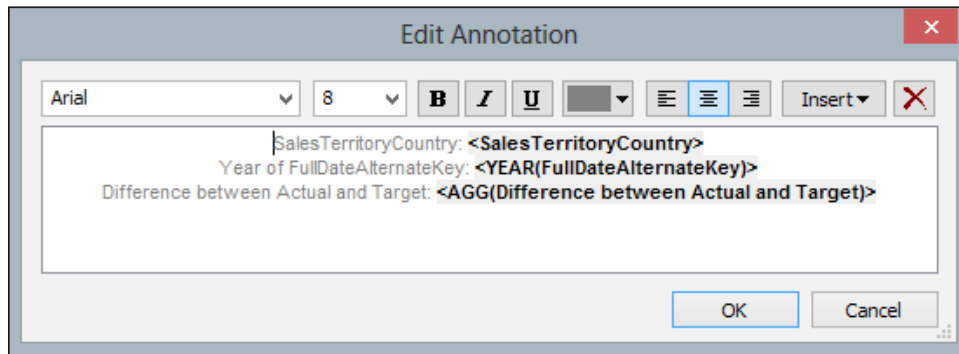 Edit Annotation
Arial 8 B I U Insert
SalesTerritoryCountry: <SalesTerritoryCountry>
Year of FullDateAlternateKey: <YEAR(FullDateAlternateKey)>
Difference between Actual and Target: <AGG(Difference between Actual and Target)>
OK Cancel